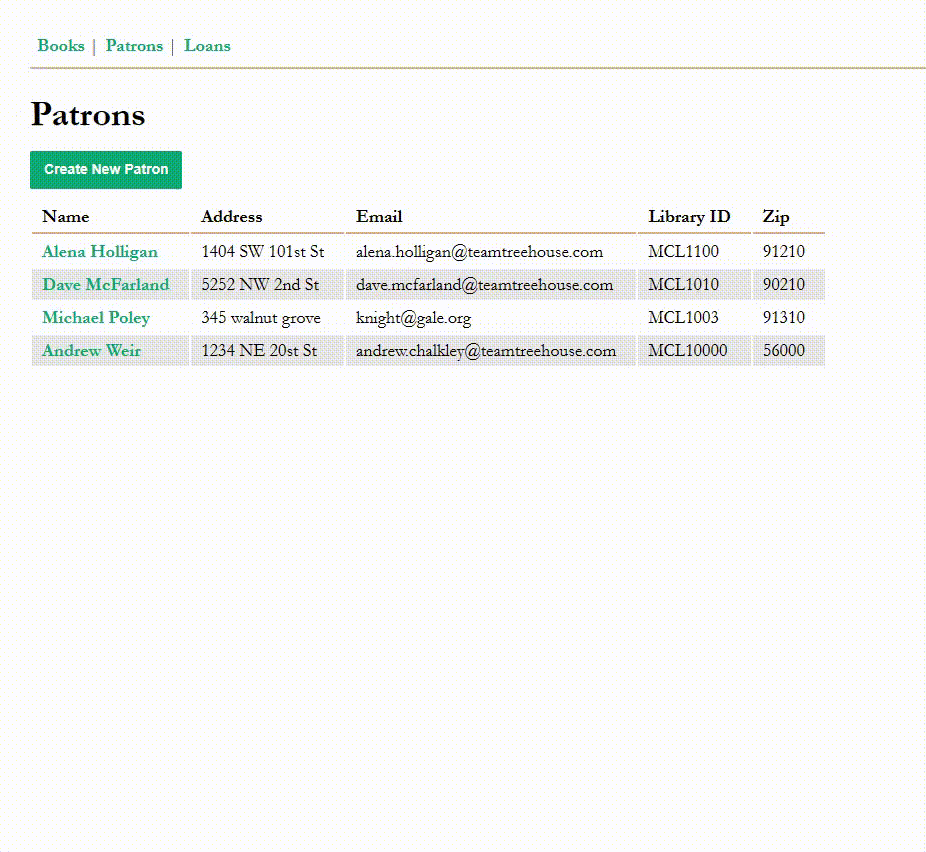 Books | Patrons | Loans
Patrons
Create New Patron
Name Address Email Library ID Zip
Alena Holligan 1404 SW 101st St alena.holligan@teamtreehouse.com MCL1100 91210
Dave McFarland 5252 NW 2nd St dave.mcfarland@teamtreehouse.com MCL1010 90210
Michael Poley 345 walnut grove knight@gale.org MCL1003 91310
Andrew Weir 1234 NE 20st St andrew.chalkley@teamtreehouse.com MCL10000 56000